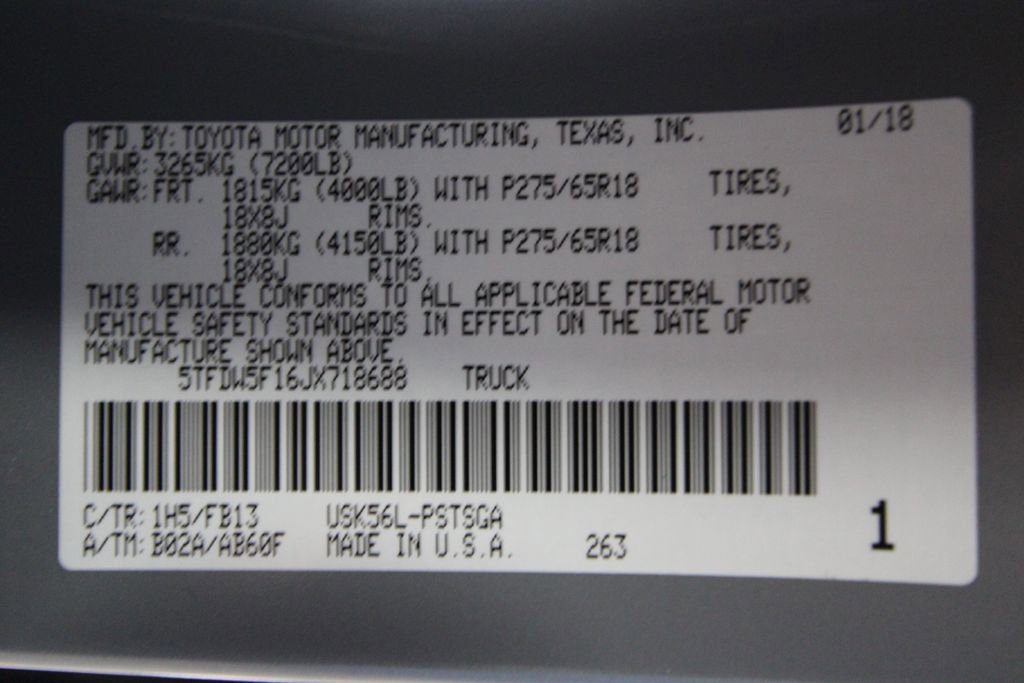 MFD.BY:TOYOTA MOTOR MANUFACTURING, TEXAS, INC. 01/18
GVWR:3265KG (7200LB)
GAWR:FRT. 1815KG (4000LB) WITH P275/65R18 TIRES,
18X8J RIMS.
RR. 1880KG (4150LB) WITH P275/65R18 TIRES,
18X8J RIMS.
THIS VEHICLE CONFORMS TO ALL APPLICABLE FEDERAL MOTOR
VEHICLE SAFETY STANDARDS IN EFFECT ON THE DATE OF
MANUFACTURE SHOWN ABOVE.
5TFDW5F16JX718688 TRUCK
C/TR:1H5/FB13 USK56L-PSTSGA
A/TM:B02A/AB60F MADE IN U.S.A. 263
1